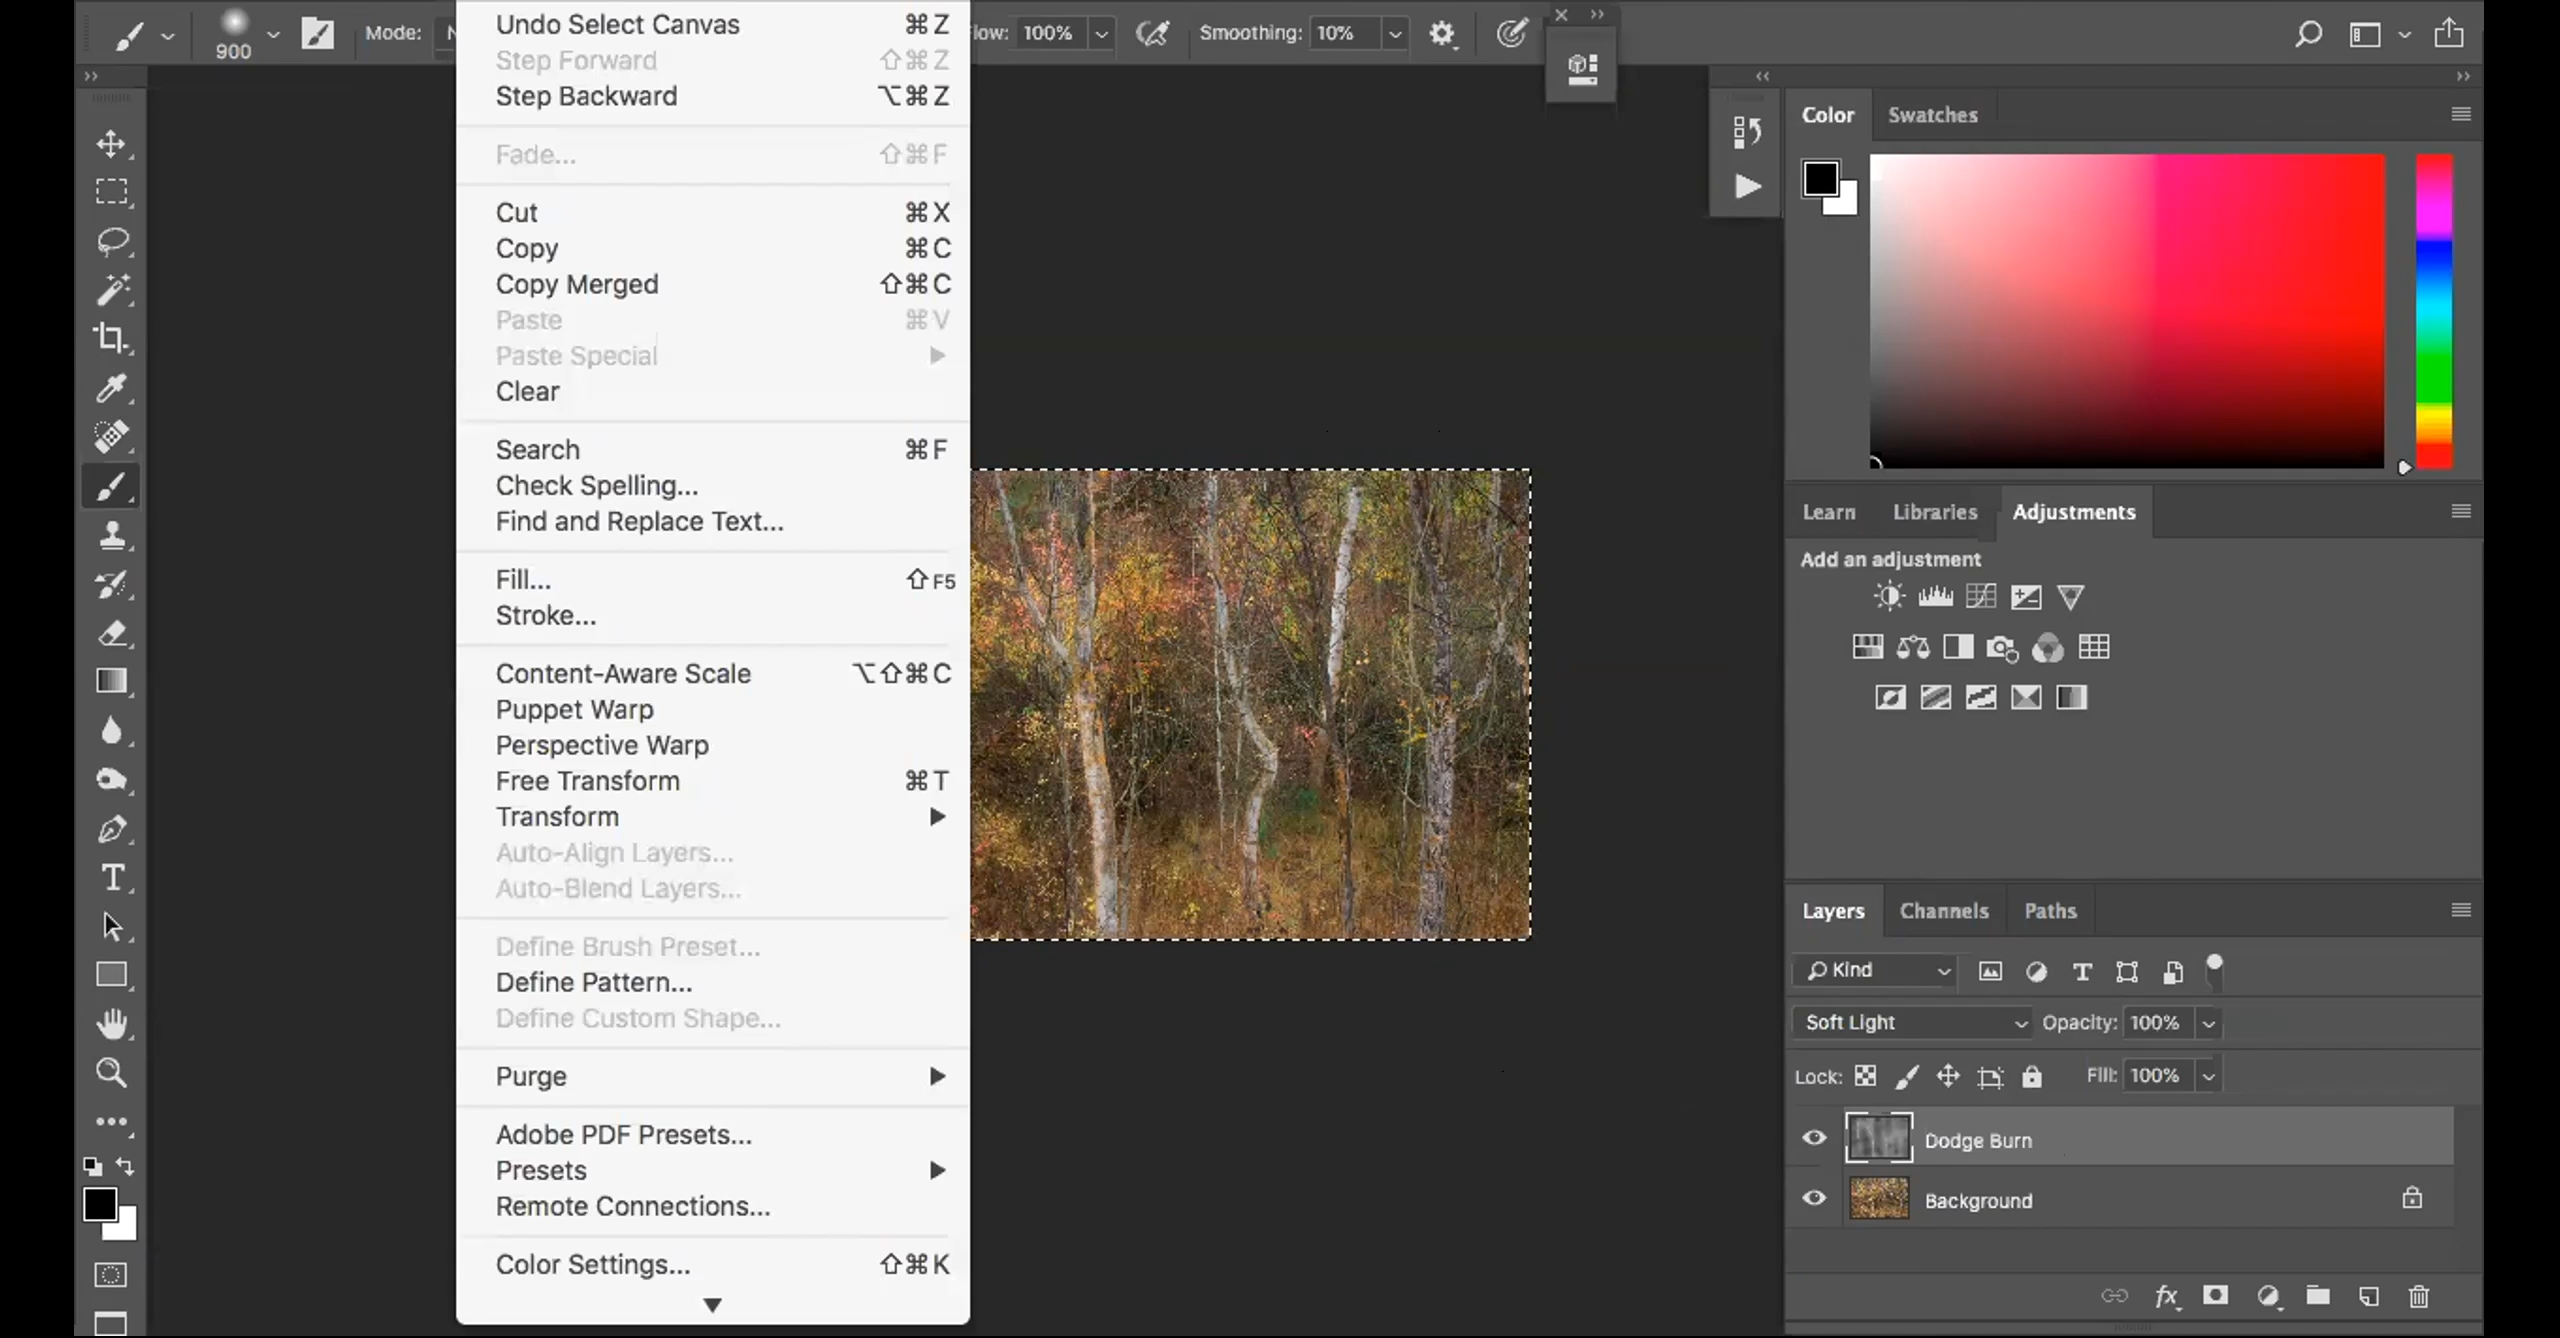 900
Mode:
Flow: 100%
Smoothing: 10%
Undo Select Canvas ⌘Z
Step Forward ⇧⌘Z
Step Backward ⌥⌘Z
Fade... ⇧⌘F
Cut ⌘X
Copy ⌘C
Copy Merged ⇧⌘C
Paste ⌘V
Paste Special
Clear
Search ⌘F
Check Spelling...
Find and Replace Text...
Fill... ⇧F5
Stroke...
Content-Aware Scale ⌥⇧⌘C
Puppet Warp
Perspective Warp
Free Transform ⌘T
Transform
Auto-Align Layers...
Auto-Blend Layers...
Define Brush Preset...
Define Pattern...
Define Custom Shape...
Purge
Adobe PDF Presets...
Presets
Remote Connections...
Color Settings... ⇧⌘K
Color Swatches
Learn Libraries Adjustments
Add an adjustment
Layers Channels Paths
Kind
Soft Light Opacity: 100%
Lock: Fill: 100%
Dodge Burn
Background